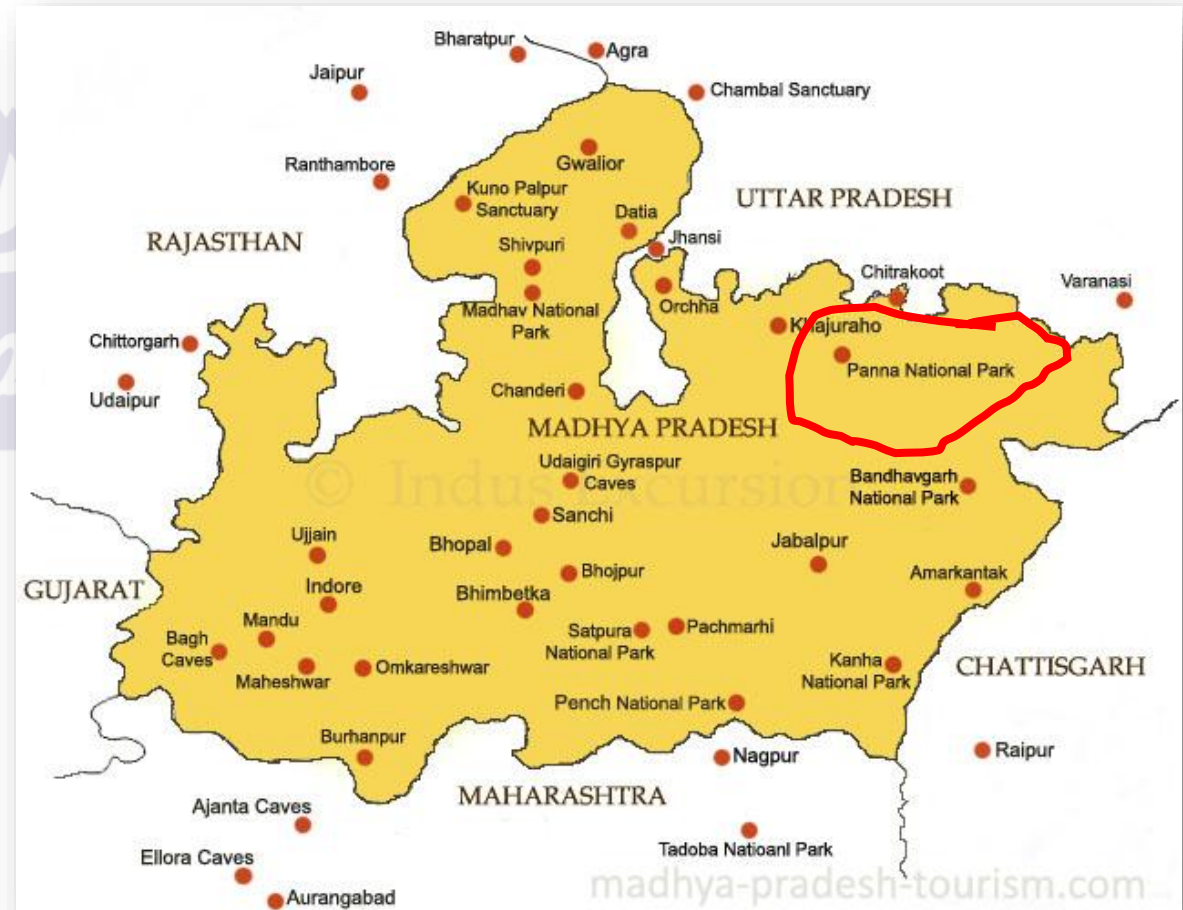 Bharatpur
Agra
Jaipur
Chambal Sanctuary
Gwalior
Ranthambore
Kuno Palpur
Sanctuary
UTTAR PRADESH
Datia
RAJASTHAN
Jhansi
Shivpuri
Chitrakoot
Varanasi
Orchha
Madhav National
Park
Khajuraho
Chittorgarh
Panna National Park
Udaipur
Chanderi
MADHYA PRADESH
Udaigiri Gyraspur
Caves
Bandhavgarh
National Park
© Indus Excursion
Sanchi
Ujjain
Bhopal
Jabalpur
Bhojpur
Amarkantak
GUJARAT
Indore
Bhimbetka
Mandu
Satpura
National Park
Pachmarhi
Bagh
Caves
Maheshwar
Omkareshwar
Kanha
National Park
CHATTISGARH
Pench National Park
Burhanpur
Nagpur
Raipur
MAHARASHTRA
Ajanta Caves
Tadoba Natioanl Park
Ellora Caves
Aurangabad
madhya-pradesh-tourism.com